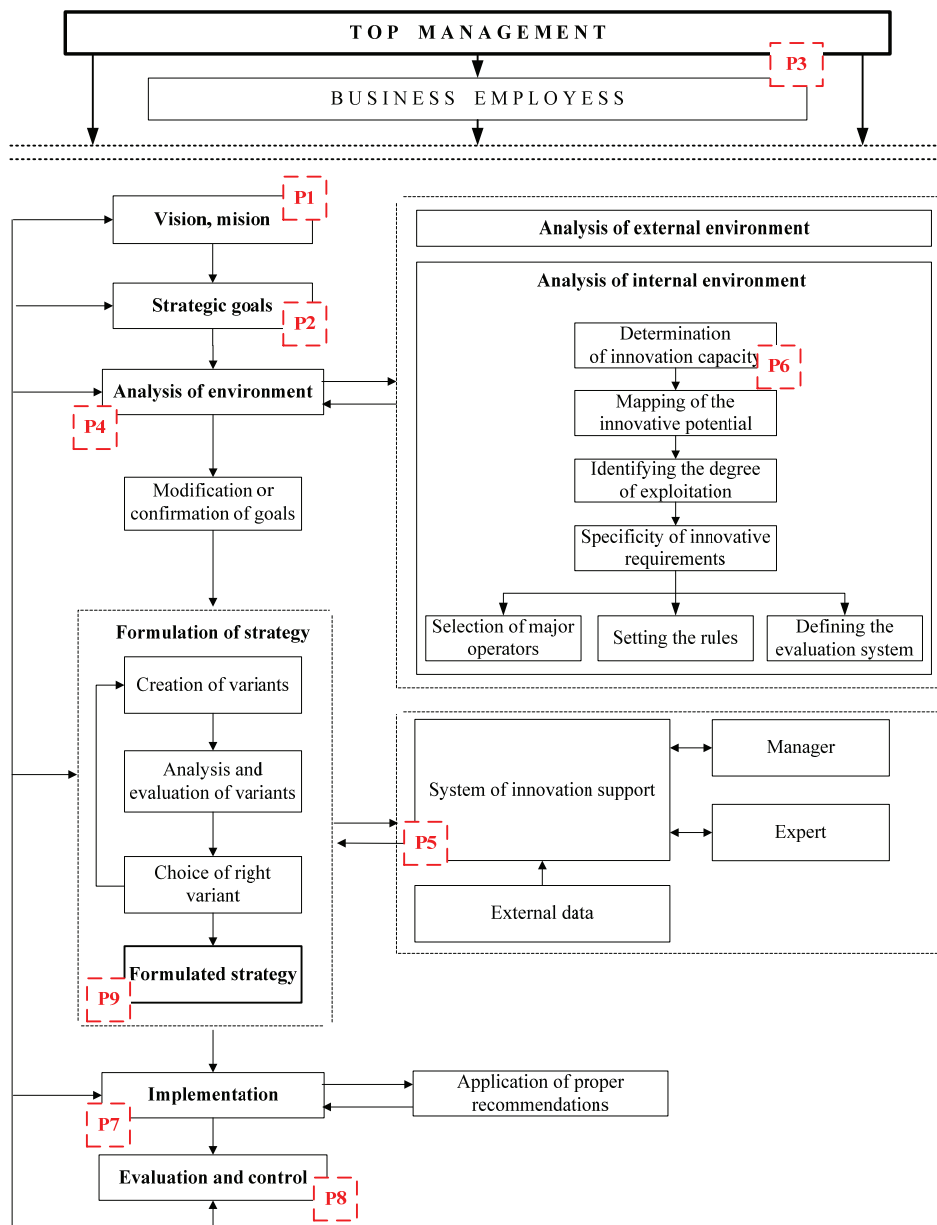 TOP MANAGEMENT
P3
BUSINESS EMPLOYESS
P1
Vision, mision
Strategic goals
P2
Analysis of environment
P4
Modification or
confirmation of goals
Analysis of external environment
Analysis of internal environment
Determination
of innovation capacity
P6
Mapping of the
innovative potential
Identifying the degree
of exploitation
Specificity of innovative
requirements
Selection of major
operators
Setting the rules
Defining the
evaluation system
Formulation of strategy
Creation of variants
Analysis and
evaluation of variants
Choice of right
variant
Formulated strategy
P9
System of innovation support
P5
Manager
Expert
External data
Implementation
P7
Application of proper
recommendations
Evaluation and control
P8